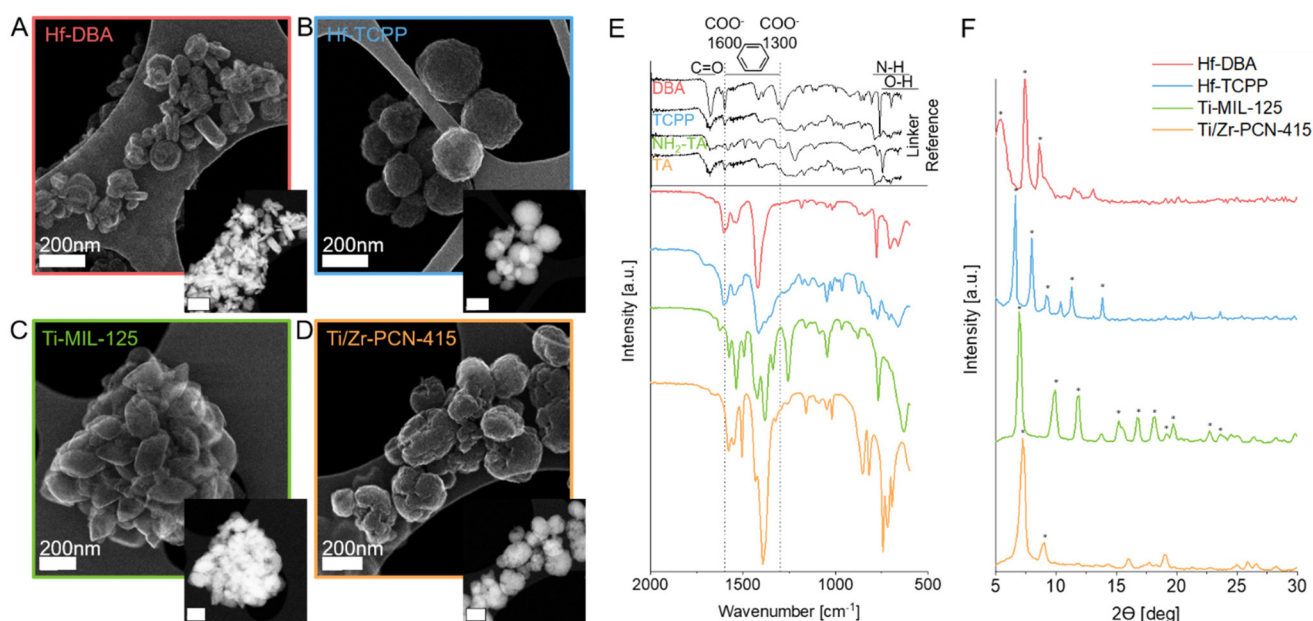 A
Hf-DBA
200nm
B
Hf-TCPP
200nm
C
Ti-MIL-125
200nm
D
Ti/Zr-PCN-415
200nm
E
COO-
1600
COO-
1300
C=O
N-H
O-H
DBA
TCPP
NH2-TA
TA
Linker
Reference
Intensity [a.u.]
2000
1500
1000
500
Wavenumber [cm-1]
F
Hf-DBA
Hf-TCPP
Ti-MIL-125
Ti/Zr-PCN-415
* * *
* * * * *
* * * * * * * * *
* *
Intensity [a.u.]
5 10 15 20 25 30
2Θ [deg]